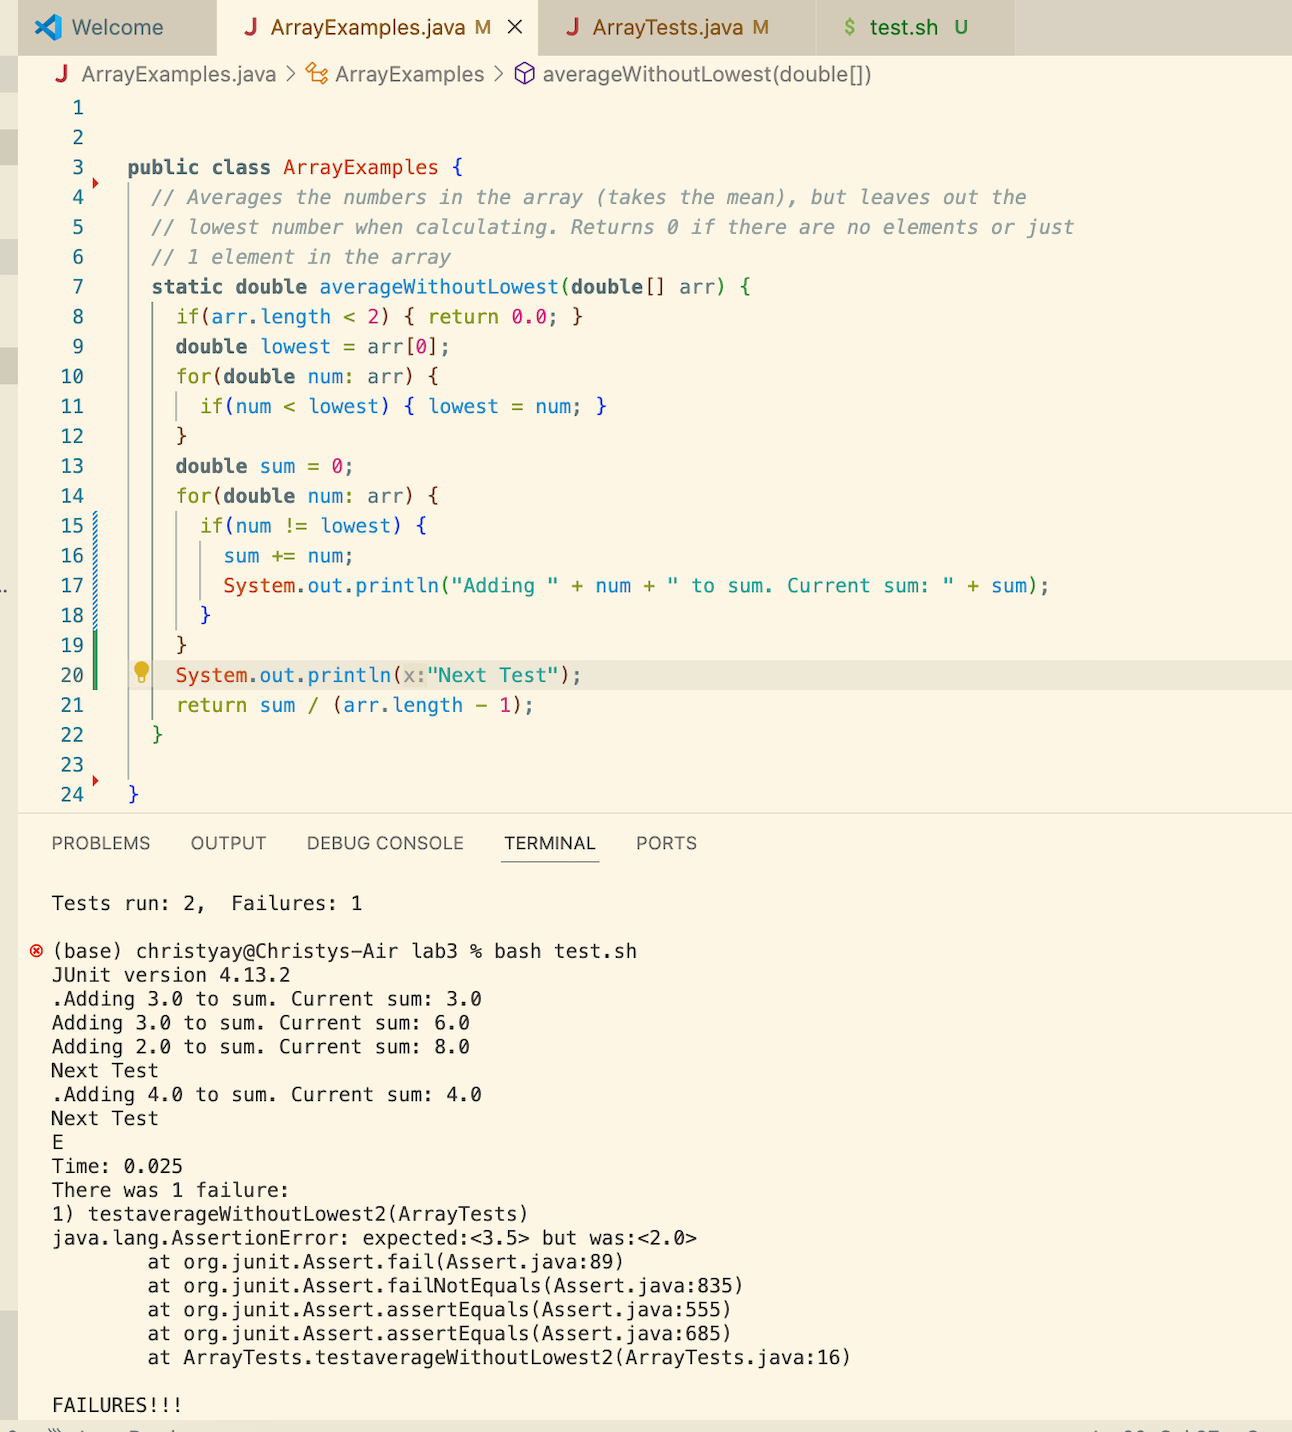 Welcome J ArrayExamples.java M × J ArrayTests.java M $ test.sh U
J ArrayExamples.java > ArrayExamples > averageWithoutLowest(double[])
1
2
3 public class ArrayExamples {
4 // Averages the numbers in the array (takes the mean), but leaves out the
5 // lowest number when calculating. Returns 0 if there are no elements or just
6 // 1 element in the array
7 static double averageWithoutLowest(double[] arr) {
8 if(arr.length < 2) { return 0.0; }
9 double lowest = arr[0];
10 for(double num: arr) {
11 if(num < lowest) { lowest = num; }
12 }
13 double sum = 0;
14 for(double num: arr) {
15 if(num != lowest) {
16 sum += num;
17 System.out.println("Adding " + num + " to sum. Current sum: " + sum);
18 }
19 }
20 System.out.println(x:"Next Test");
21 return sum / (arr.length - 1);
22 }
23
24 }
PROBLEMS OUTPUT DEBUG CONSOLE TERMINAL PORTS
Tests run: 2,  Failures: 1
(base) christyay@Christys-Air lab3 % bash test.sh
JUnit version 4.13.2
.Adding 3.0 to sum. Current sum: 3.0
Adding 3.0 to sum. Current sum: 6.0
Adding 2.0 to sum. Current sum: 8.0
Next Test
.Adding 4.0 to sum. Current sum: 4.0
Next Test
E
Time: 0.025
There was 1 failure:
1) testaverageWithoutLowest2(ArrayTests)
java.lang.AssertionError: expected:<3.5> but was:<2.0>
at org.junit.Assert.fail(Assert.java:89)
at org.junit.Assert.failNotEquals(Assert.java:835)
at org.junit.Assert.assertEquals(Assert.java:555)
at org.junit.Assert.assertEquals(Assert.java:685)
at ArrayTests.testaverageWithoutLowest2(ArrayTests.java:16)
FAILURES!!!